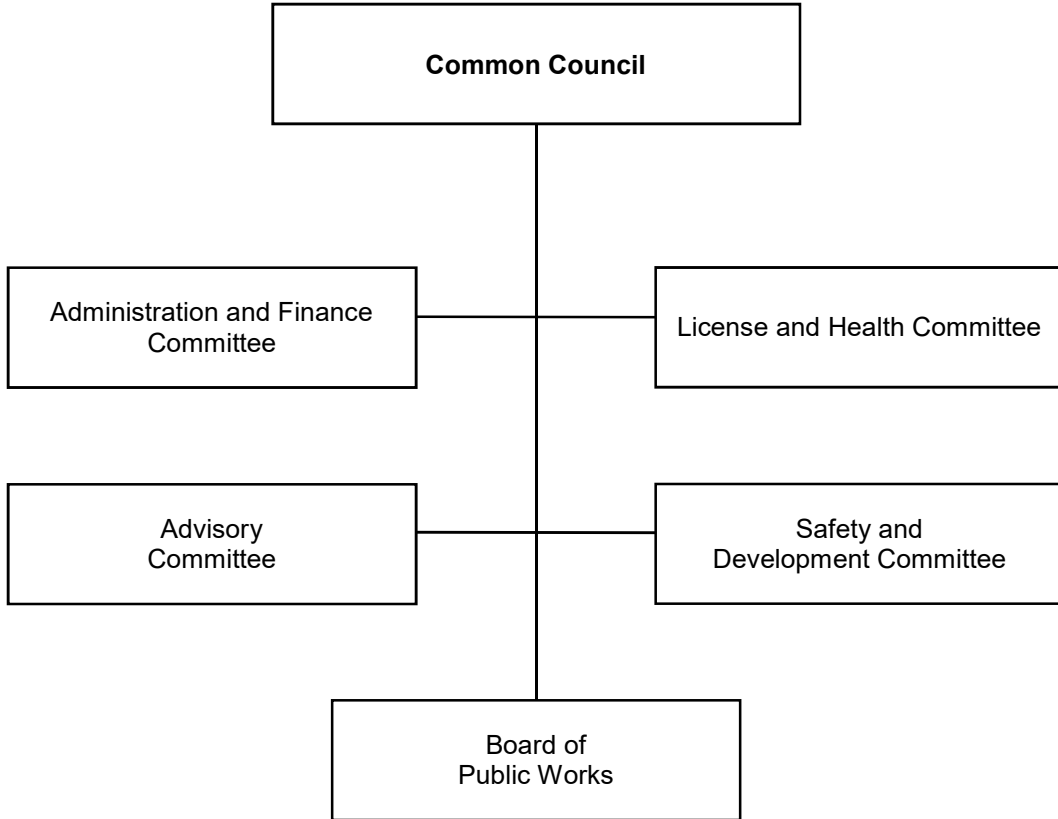 Common Council
Administration and Finance
Committee
License and Health Committee
Advisory
Committee
Safety and
Development Committee
Board of
Public Works